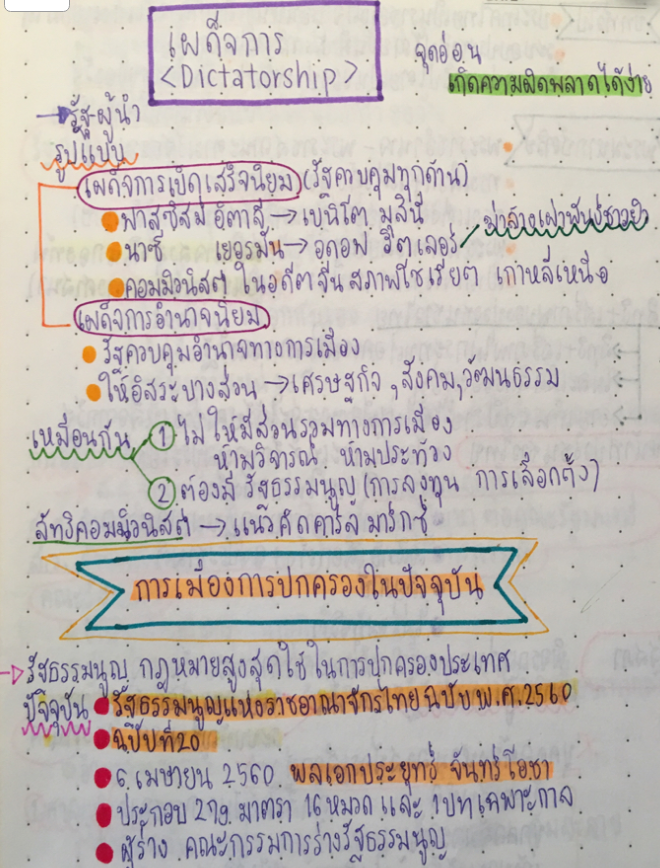 เผด็จการ
<Dictatorship>
จุดอ่อน
เกิดความผิดพลาดได้ง่าย
รัฐ-ผู้นำ
รูปแบบ
เผด็จการเบ็ดเสร็จนิยม (รัฐควบคุมทุกด้าน)
ฟาสซิสม์ อิตาลี → เบนิโต มุสโสลินี
นาซี เยอรมัน → อดอฟ ฮิตเลอร์ ฆ่าล้างเผ่าพันธุ์ชาวยิว
คอมมิวนิสต์ ในอดีตจีน สภาพโซเวียต เกาหลีเหนือ
เผด็จการอำนาจนิยม
รัฐควบคุมอำนาจทางการเมือง
ให้อิสระบางส่วน → เศรษฐกิจ, สังคม, วัฒนธรรม
เหมือนกัน ① ไม่ให้มีส่วนร่วมทางการเมือง
ห้ามวิจารณ์ ห้ามประท้วง
② ต้องมีรัฐธรรมนูญ (การลงทุน การเลือกตั้ง)
ลัทธิคอมมิวนิสต์ → แนวคิดคาร์ล มาร์กซ์
การเมืองการปกครองในปัจจุบัน
รัฐธรรมนูญ กฎหมายสูงสุดใช้ในการปกครองประเทศ
ปัจจุบัน รัฐธรรมนูญแห่งราชอาณาจักรไทย ฉบับ พ.ศ.2560
ฉบับที่ 20
6 เมษายน 2560 พลเอกประยุทธ์ จันทร์โอชา
ประกอบ 279 มาตรา 16 หมวด และ 1 บทเฉพาะกาล
ผู้ร่าง คณะกรรมการร่างรัฐธรรมนูญ